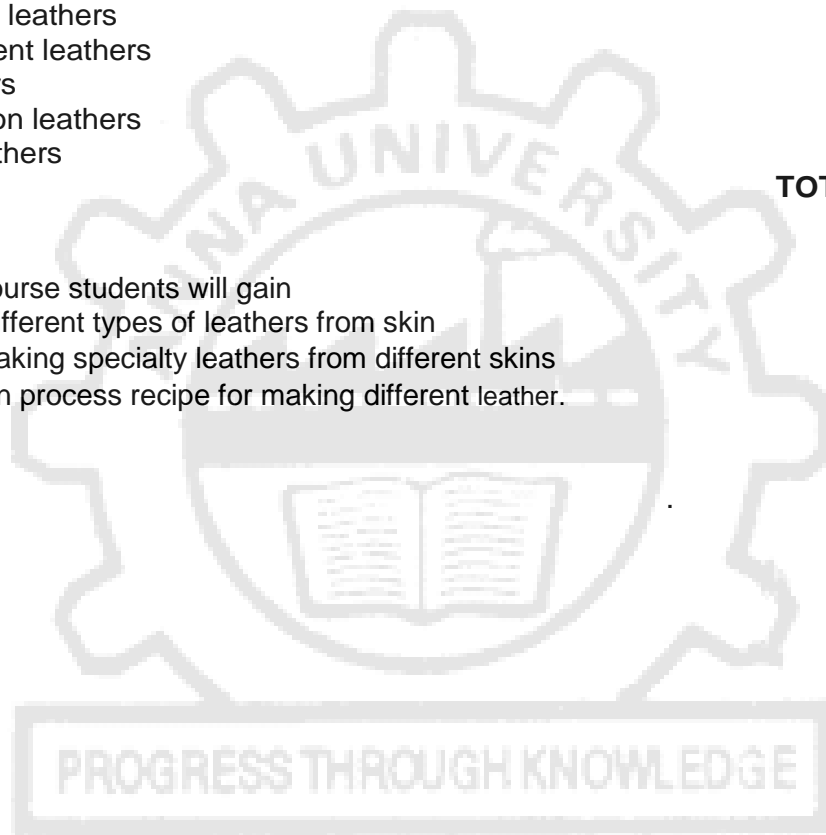 leathers
ent leathers
rs
on leathers
thers
TOT
ourse students will gain
ifferent types of leathers from skin
aking specialty leathers from different skins
n process recipe for making different leather.
.
UNIVERSITY
PROGRESS THROUGH KNOWLEDGE